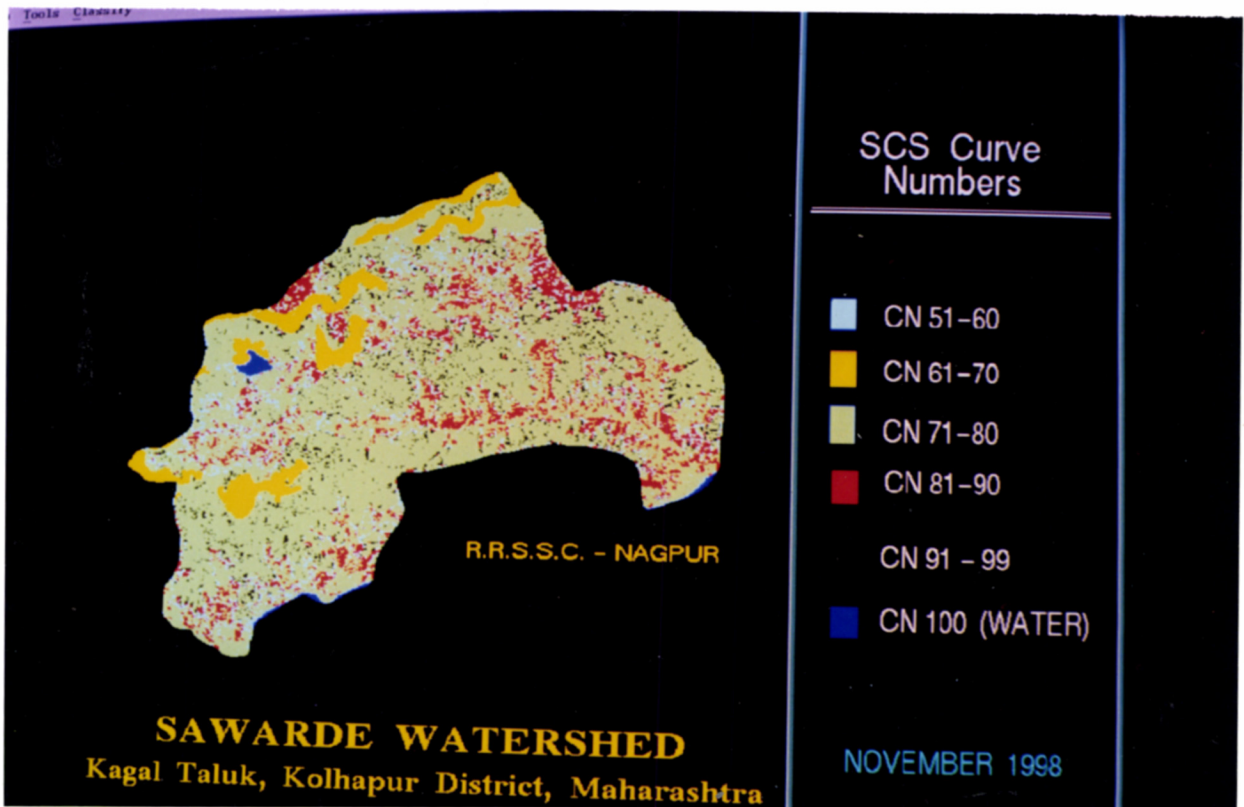 Tools Classify
SCS Curve
Numbers
CN 51-60
CN 61-70
CN 71-80
CN 81-90
CN 91 - 99
CN 100 (WATER)
R.R.S.S.C. - NAGPUR
SAWARDE WATERSHED
Kagal Taluk, Kolhapur District, Maharashtra
NOVEMBER 1998